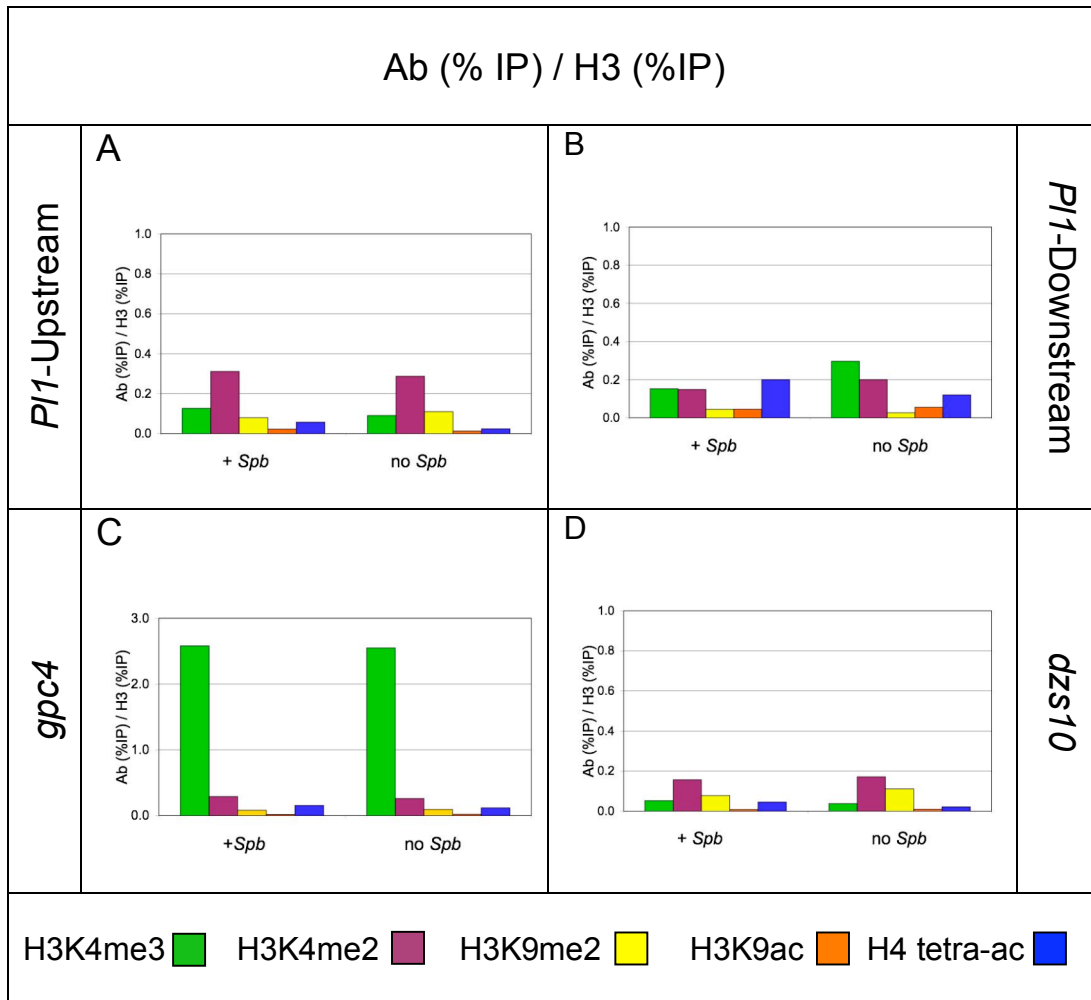 Ab (% IP) / H3 (%IP)
Pl1-Upstream
A
Ab (%IP) / H3 (%IP)
1.0
0.8
0.6
0.4
0.2
0.0
+ Spb
no Spb
B
Ab (%IP) / H3 (%IP)
1.0
0.8
0.6
0.4
0.2
0.0
+ Spb
no Spb
Pl1-Downstream
gpc4
C
Ab (%IP) / H3 (%IP)
3.0
2.0
1.0
0.0
+Spb
no Spb
D
Ab (%IP) / H3 (%IP)
1.0
0.8
0.6
0.4
0.2
0.0
+ Spb
no Spb
dzs10
H3K4me3 H3K4me2 H3K9me2 H3K9ac H4 tetra-ac